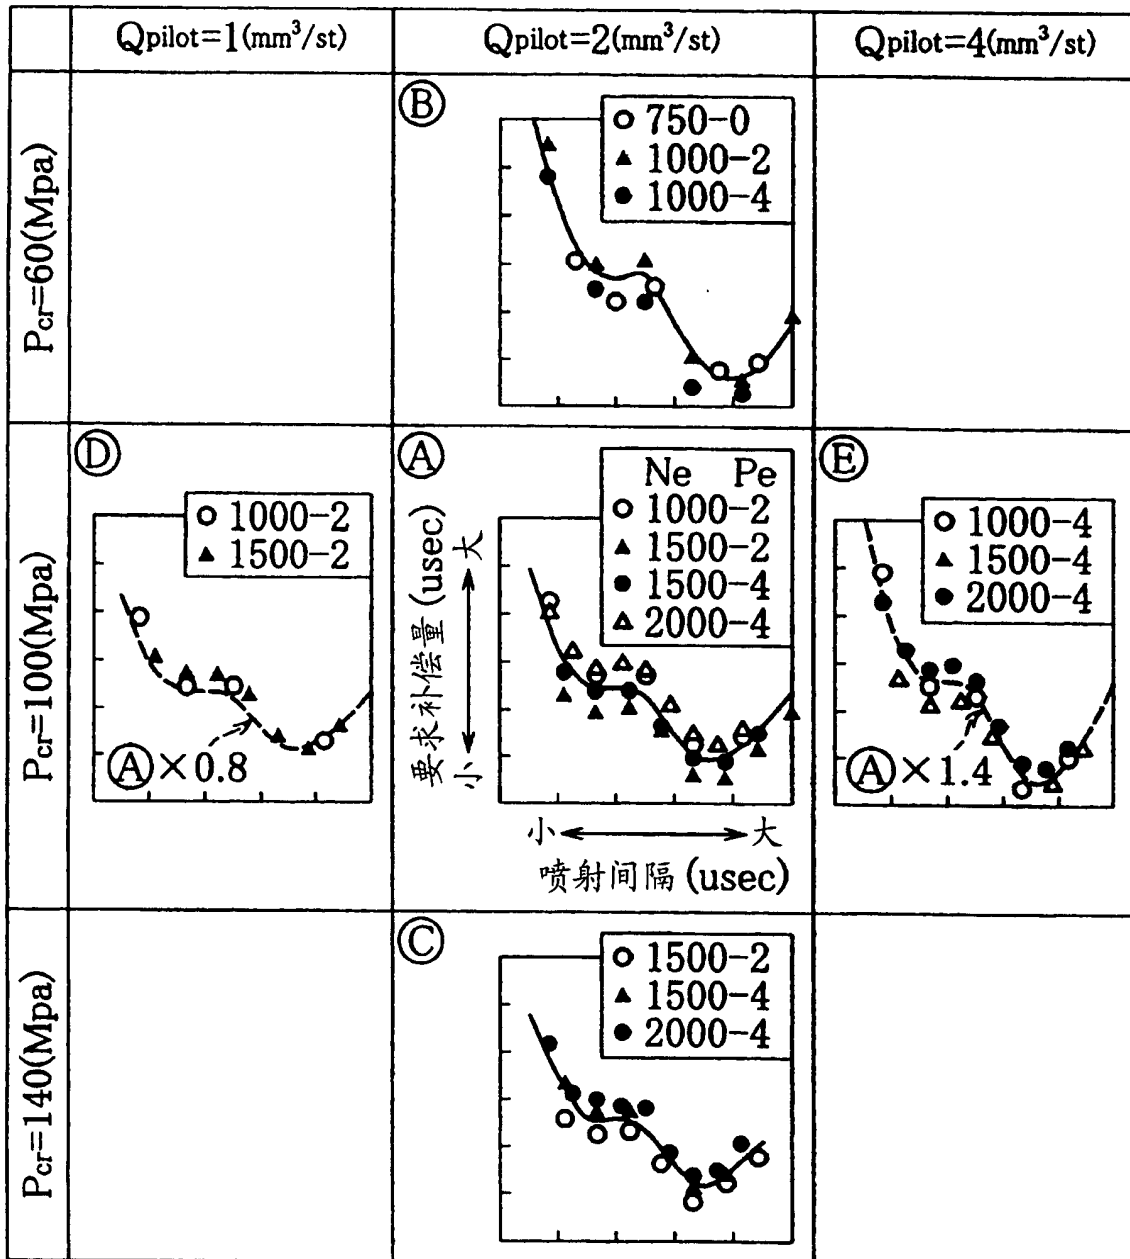 Qpilot=1(mm³/st)
Qpilot=2(mm³/st)
Qpilot=4(mm³/st)
Pcr=60(Mpa)
B
750-0
1000-2
1000-4
Pcr=100(Mpa)
D
1000-2
1500-2
A×0.8
A
Ne Pe
1000-2
1500-2
1500-4
2000-4
要求补偿量(usec)
小
大
小
大
喷射间隔(usec)
E
1000-4
1500-4
2000-4
A×1.4
Pcr=140(Mpa)
C
1500-2
1500-4
2000-4